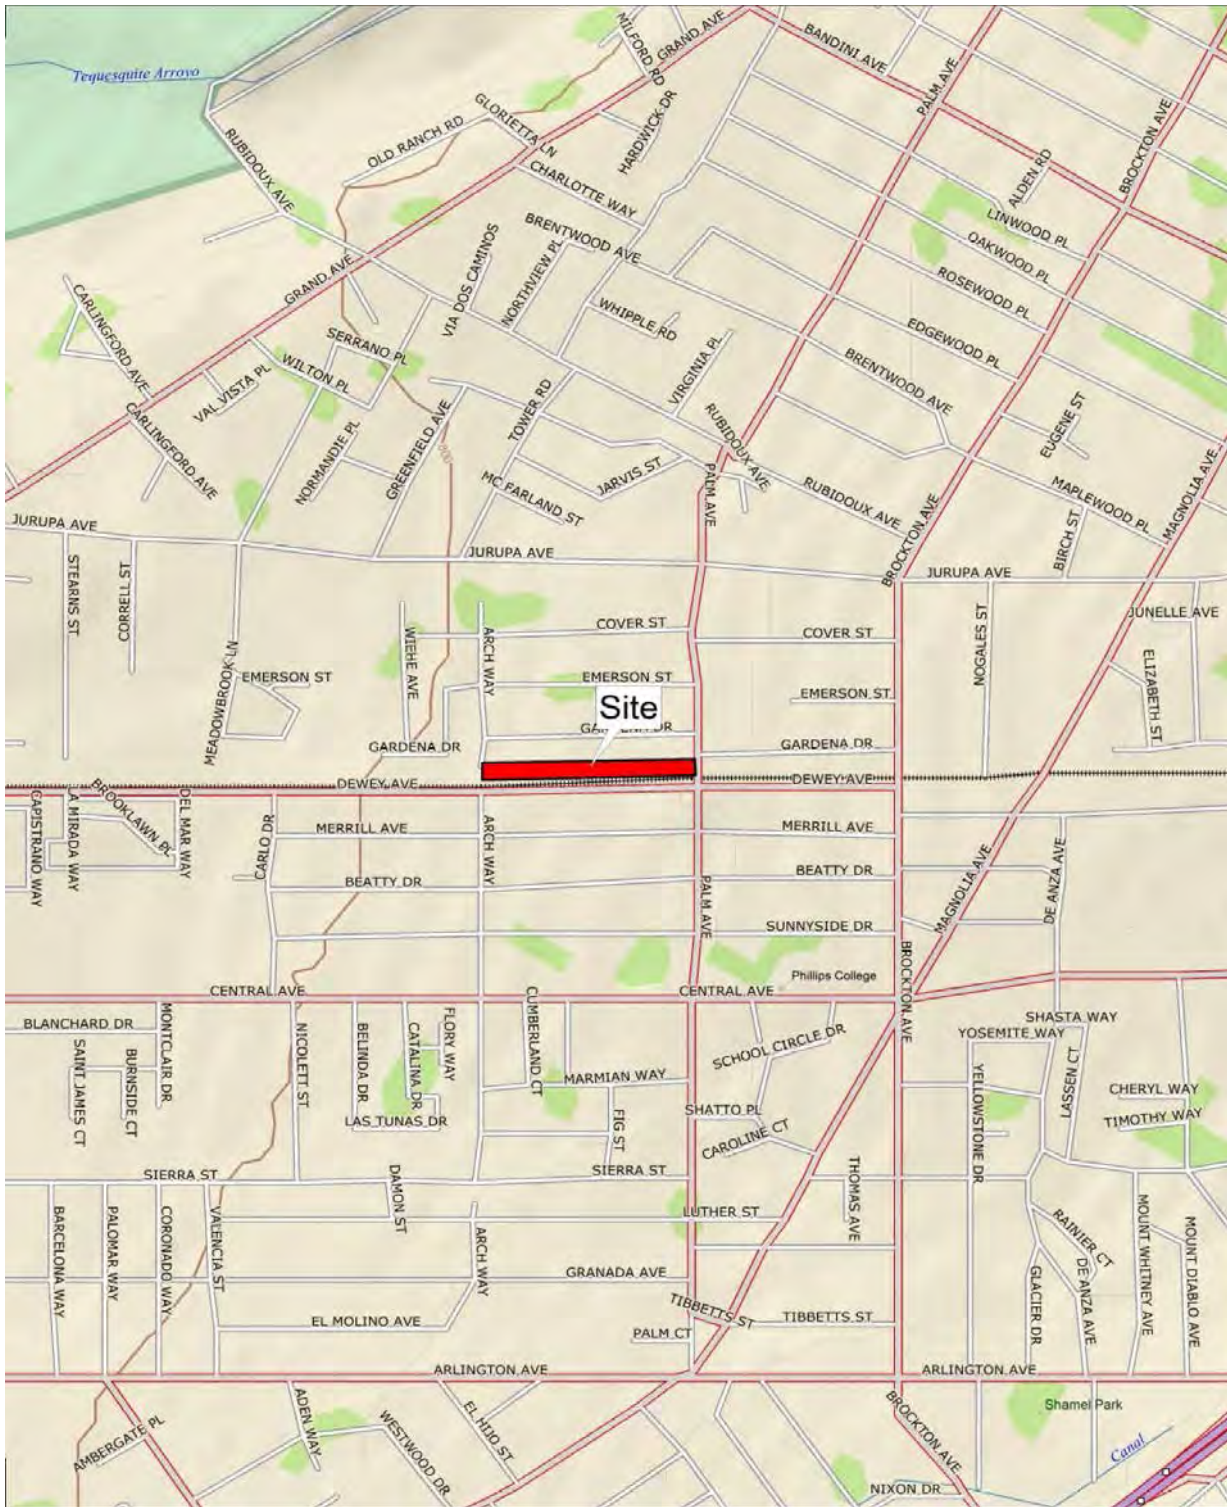 MILFORD RD
GRAND AVE
BANDINI AVE
PALM AVE
Tequesquite Arroyo
GLORIETTA LN
HARDWICK DR
BROCKTON AVE
OLD RANCH RD
RUBIDOUX AVE
CHARLOTTE WAY
ALDEN RD
LINWOOD PL
BRENTWOOD AVE
OAKWOOD PL
VIA DOS CAMINOS
NORTHVIEW PL
GRAND AVE
ROSEWOOD PL
CARLINGFORD AVE
WHIPPLE RD
SERRANO PL
EDGEWOOD PL
VIRGINIA PL
VAL VISTA PL
WILTON PL
BRENTWOOD AVE
TOWER RD
CARLINGFORD AVE
EUGENE ST
RUBIDOUX AVE
NORMANDIE PL
GREENFIELD AVE
800
JARVIS ST
PALM AVE
MC FARLAND ST
RUBIDOUX AVE
MAPLEWOOD PL
MAGNOLIA AVE
JURUPA AVE
JURUPA AVE
BROCKTON AVE
BIRCH ST
JURUPA AVE
STEARNS ST
CORRELL ST
JUNELLE AVE
COVER ST
COVER ST
WIEHE AVE
ARCH WAY
NOGALES ST
MEADOWBROOK LN
EMERSON ST
EMERSON ST
EMERSON ST
ELIZABETH ST
Site
GARDENA DR
GARDENA DR
DEWEY AVE
DEWEY AVE
CAPISTRANO WAY
LA MIRADA WAY
BROOKLAWN PL
DEL MAR WAY
CARLO DR
MERRILL AVE
ARCH WAY
MERRILL AVE
BEATTY DR
BEATTY DR
PALM AVE
MAGNOLIA AVE
DE ANZA AVE
SUNNYSIDE DR
BROCKTON AVE
Phillips College
CENTRAL AVE
CENTRAL AVE
BLANCHARD DR
MONTCLAIR DR
NICOLETT ST
BELINDA DR
CATALINA DR
FLORY WAY
CUMBERLAND CT
SCHOOL CIRCLE DR
SHASTA WAY
YOSEMITE WAY
SAINT JAMES CT
BURNSIDE CT
MARMIAN WAY
YELLOWSTONE DR
LASSEN CT
CHERYL WAY
TIMOTHY WAY
LAS TUNAS DR
FIG ST
SHATTO PL
CAROLINE CT
SIERRA ST
SIERRA ST
DAMON ST
THOMAS AVE
BARCELONA WAY
PALOMAR WAY
CORONADO WAY
VALENCIA ST
LUTHER ST
ARCH WAY
RAINIER CT
MOUNT WHITNEY AVE
MOUNT DIABLO AVE
GRANADA AVE
GLACIER DR
DE ANZA AVE
TIBBETTS ST
TIBBETTS ST
EL MOLINO AVE
PALM CT
ARLINGTON AVE
ARLINGTON AVE
ADEN WAY
AMBERGATE PL
WESTWOOD DR
EL HIJO ST
BROCKTON AVE
Shamel Park
Canal
NIXON DR